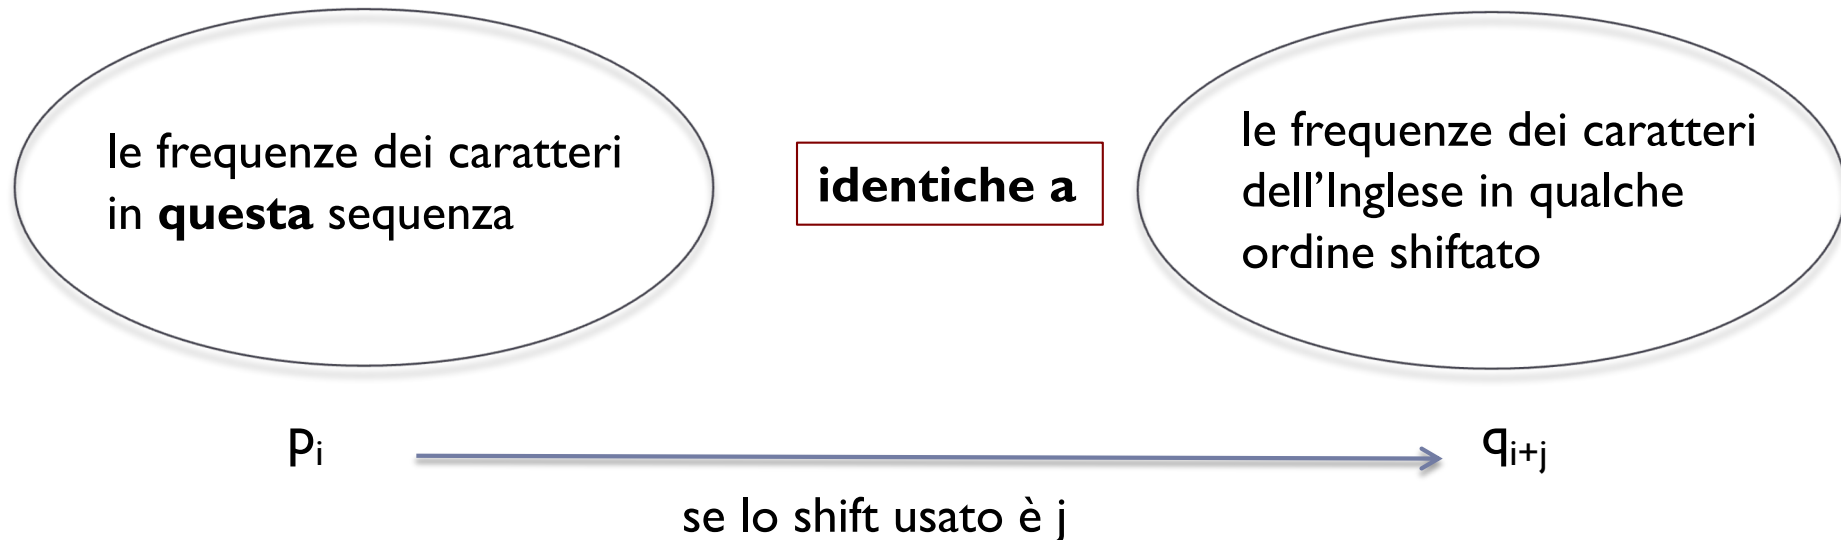 le frequenze dei caratteri
in questa sequenza
identiche a
le frequenze dei caratteri
dell'Inglese in qualche
ordine shiftato
pi
qi+j
se lo shift usato è j